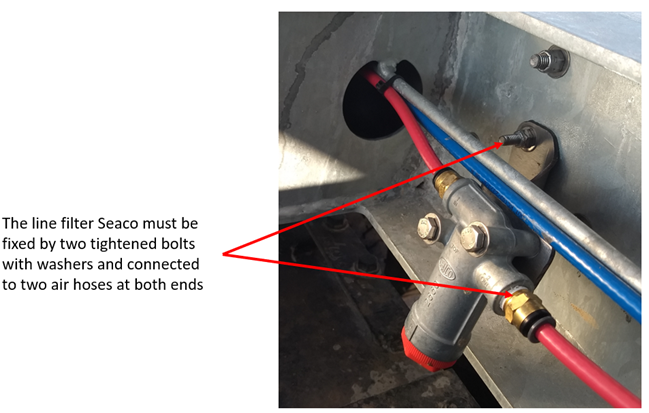 The line filter Seaco must be
fixed by two tightened bolts
with washers and connected
to two air hoses at both ends